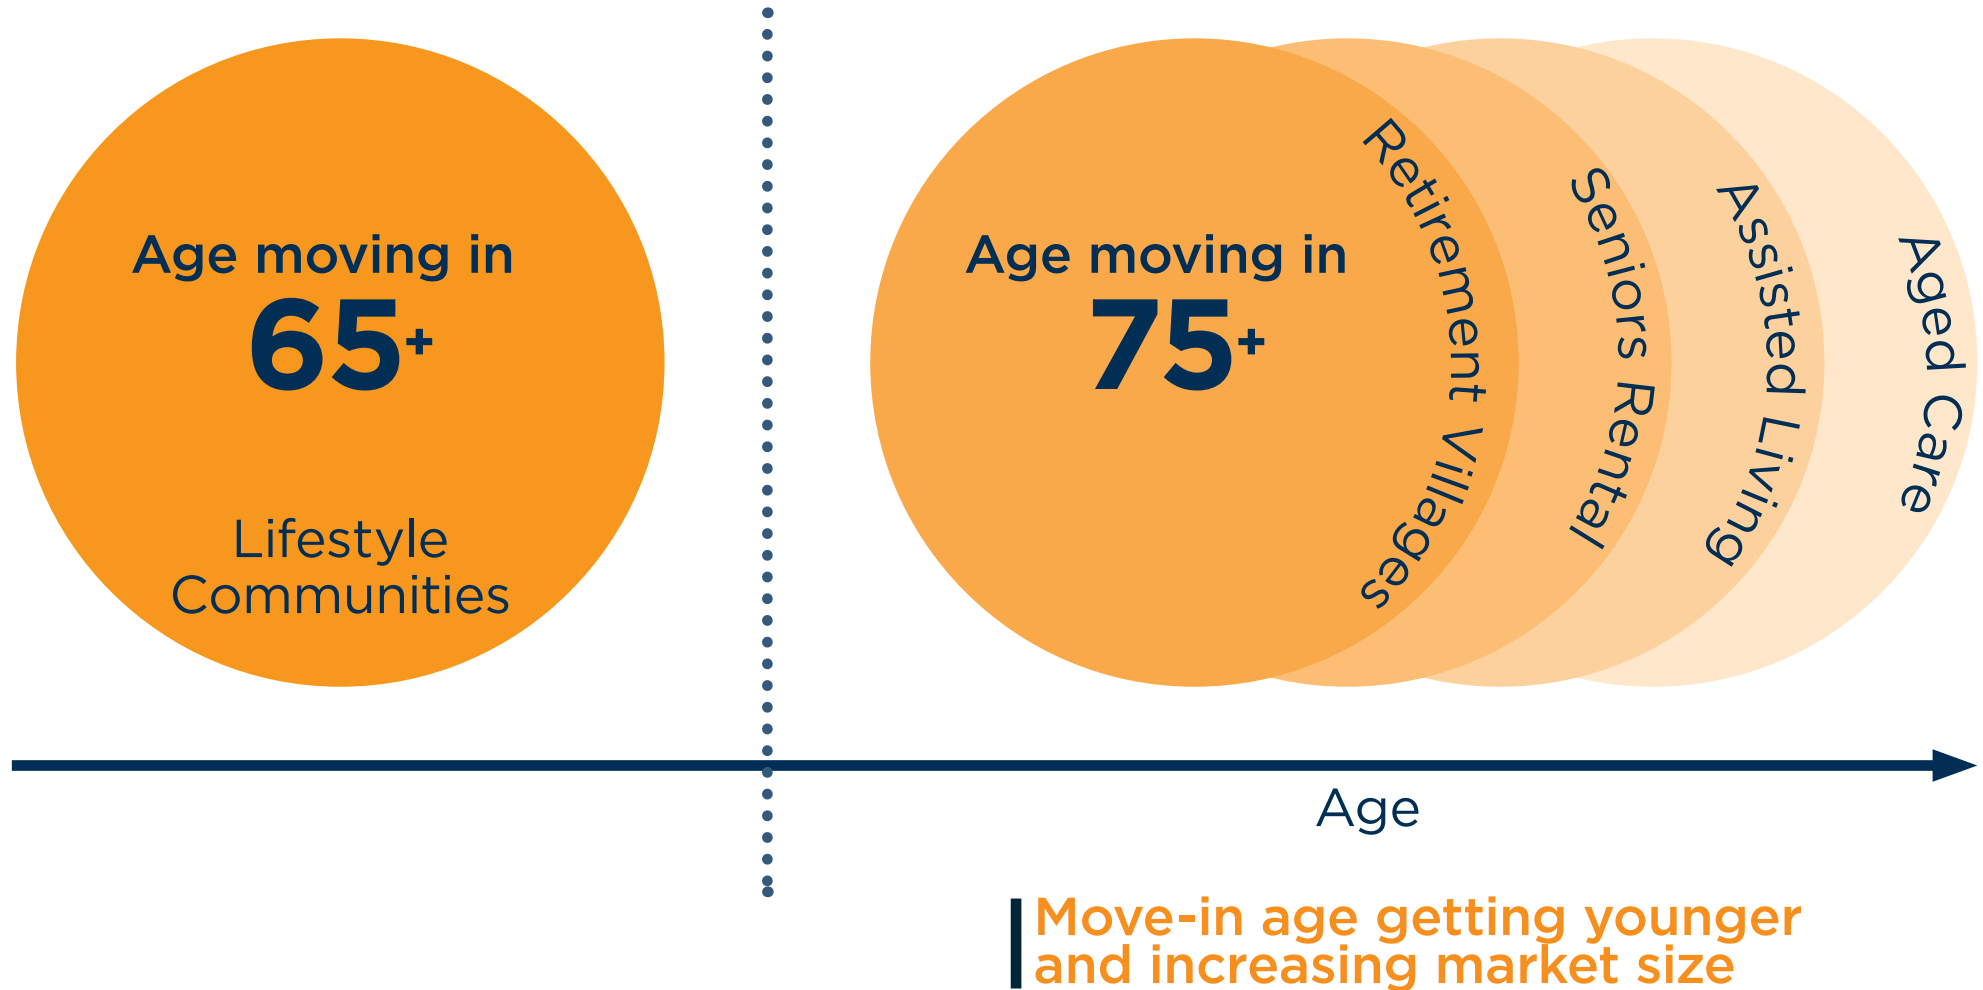 Age moving in
65+
Lifestyle
Communities
Age moving in
75+
Retirement Villages
Seniors Rental
Assisted Living
Aged Care
Age
Move-in age getting younger
and increasing market size